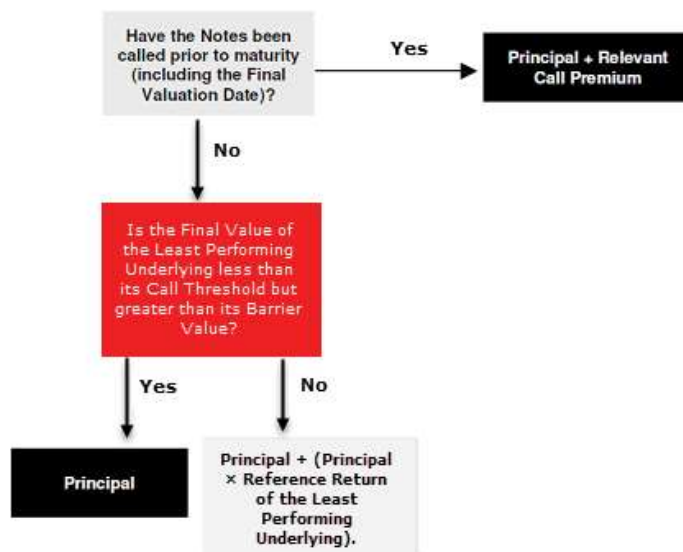 Have the Notes been
called prior to maturity
(including the Final
Valuation Date)?
Yes
Principal + Relevant
Call Premium
No
Is the Final Value of
the Least Performing
Underlying less than
its Call Threshold but
greater than its Barrier
Value?
Yes
No
Principal
Principal + (Principal
× Reference Return
of the Least
Performing
Underlying).